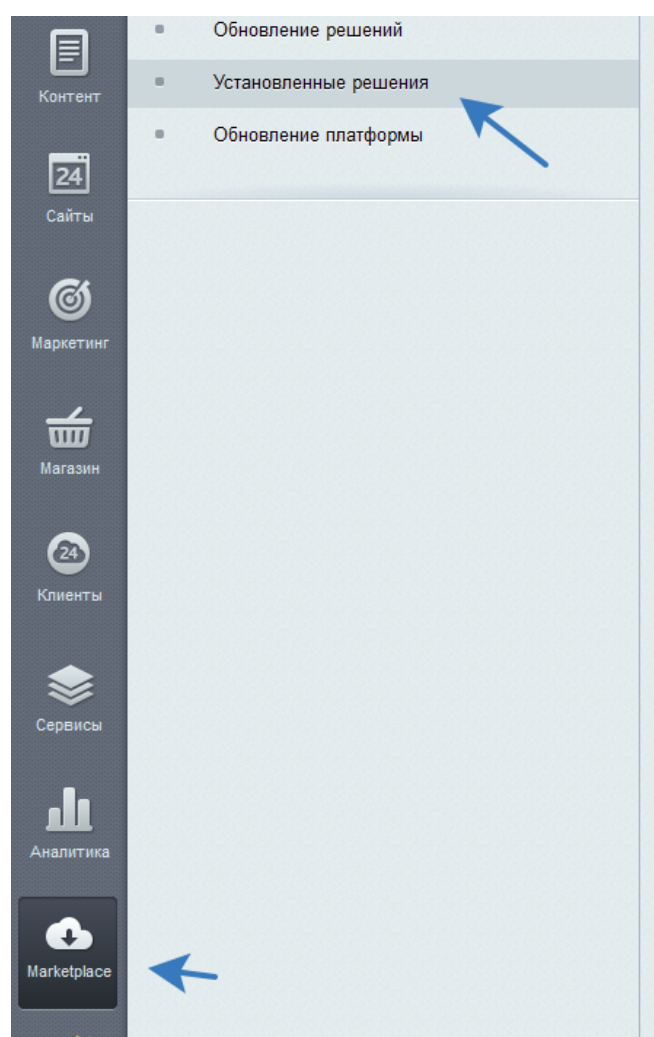 Обновление решений
Установленные решения
Обновление платформы
Контент
24
Сайты
Маркетинг
Магазин
24
Клиенты
Сервисы
Аналитика
Marketplace